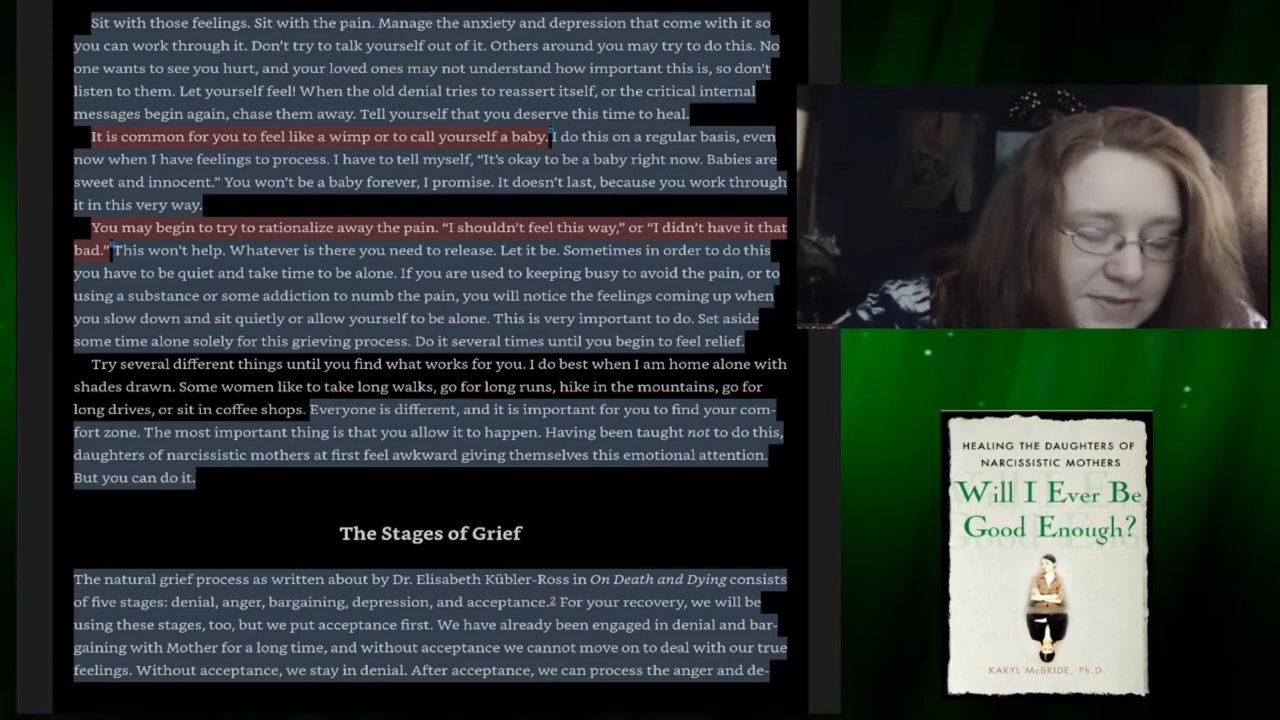 Sit with those feelings. Sit with the pain. Manage the anxiety and depression that come with it so
you can work through it. Don't try to talk yourself out of it. Others around you may try to do this. No
one wants to see you hurt, and your loved ones may not understand how important this is, so don't
listen to them. Let yourself feel! When the old denial tries to reassert itself, or the critical internal
messages begin again, chase them away. Tell yourself that you deserve this time to heal.
It is common for you to feel like a wimp or to call yourself a baby. I do this on a regular basis, even
now when I have feelings to process. I have to tell myself, “It's okay to be a baby right now. Babies are
sweet and innocent.” You won't be a baby forever, I promise. It doesn't last, because you work through
it in this very way.
You may begin to try to rationalize away the pain. “I shouldn't feel this way,” or “I didn't have it that
bad.” This won't help. Whatever is there you need to release. Let it be. Sometimes in order to do this
you have to be quiet and take time to be alone. If you are used to keeping busy to avoid the pain, or to
using a substance or some addiction to numb the pain, you will notice the feelings coming up when
you slow down and sit quietly or allow yourself to be alone. This is very important to do. Set aside
some time alone solely for this grieving process. Do it several times until you begin to feel relief.
Try several different things until you find what works for you. I do best when I am home alone with
shades drawn. Some women like to take long walks, go for long runs, hike in the mountains, go for
long drives, or sit in coffee shops. Everyone is different, and it is important for you to find your com-
fort zone. The most important thing is that you allow it to happen. Having been taught not to do this,
daughters of narcissistic mothers at first feel awkward giving themselves this emotional attention.
But you can do it.
The Stages of Grief
The natural grief process as written about by Dr. Elisabeth Kübler-Ross in On Death and Dying consists
of five stages: denial, anger, bargaining, depression, and acceptance.2 For your recovery, we will be
using these stages, too, but we put acceptance first. We have already been engaged in denial and bar-
gaining with Mother for a long time, and without acceptance we cannot move on to deal with our true
feelings. Without acceptance, we stay in denial. After acceptance, we can process the anger and de-
HEALING THE DAUGHTERS OF
NARCISSISTIC MOTHERS
Will I Ever Be
Good Enough?
KARYL McBRIDE, Ph.D.